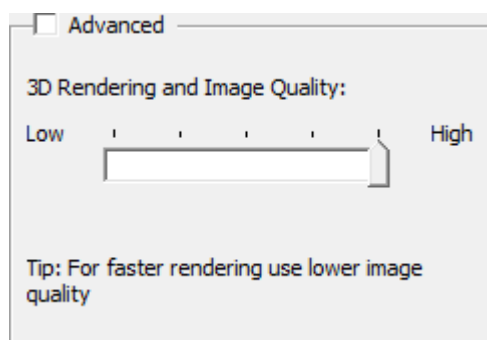 Advanced
3D Rendering and Image Quality:
Low High
Tip: For faster rendering use lower image
quality